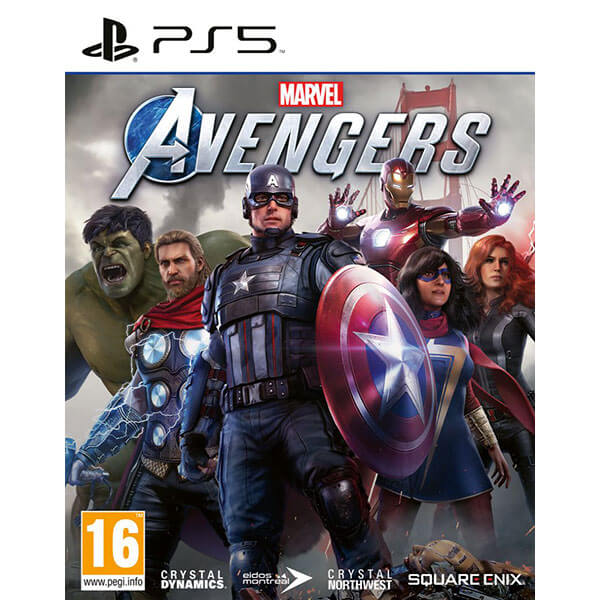 PS5
MARVEL
AVENGERS
A
16
www.pegi.info
CRYSTAL
DYNAMICS.
eidos
montréal
CRYSTAL
NORTHWEST
SQUARE ENIX